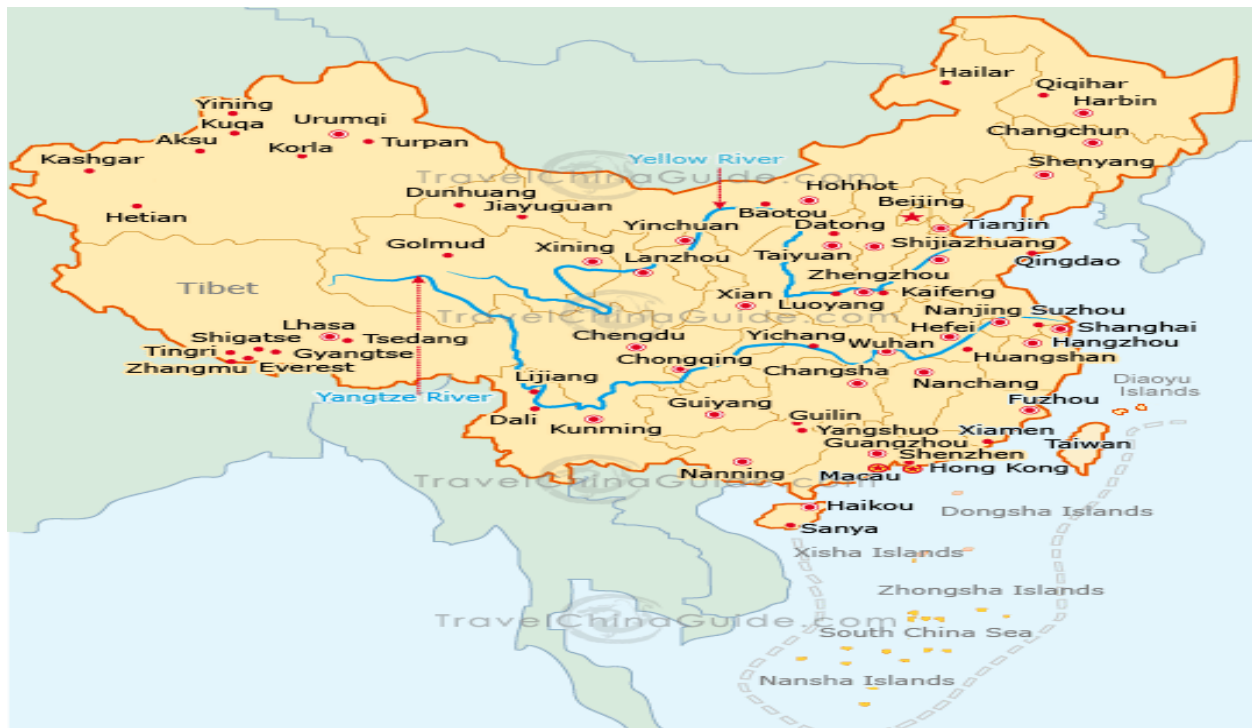 Hailar
Qiqihar
Harbin
Yining
Kuqa
Urumqi
Changchun
Aksu
Korla
Turpan
Kashgar
Yellow River
Shenyang
TravelChinaGuide.com
Dunhuang
Hohhot
Jiayuguan
Beijing
Hetian
Baotou
Yinchuan
Datong
Tianjin
Golmud
Xining
Taiyuan
Shijiazhuang
Lanzhou
Qingdao
Zhengzhou
Tibet
Xian
Luoyang
Kaifeng
TravelChinaGuide.com
Nanjing
Suzhou
Lhasa
Chengdu
Yichang
Hefei
Shanghai
Shigatse
Tsedang
Wuhan
Hangzhou
Tingri
Gyangtse
Chongqing
Huangshan
Zhangmu
Everest
Changsha
Lijiang
Nanchang
Diaoyu
Islands
Yangtze River
Guiyang
Fuzhou
Dali
Guilin
Kunming
Yangshuo
Xiamen
Guangzhou
Taiwan
Shenzhen
Nanning
Macau
Hong Kong
TravelChinaGuide.com
Haikou
Dongsha Islands
Sanya
Xisha Islands
Zhongsha Islands
TravelChinaGuide.com
South China Sea
Nansha Islands